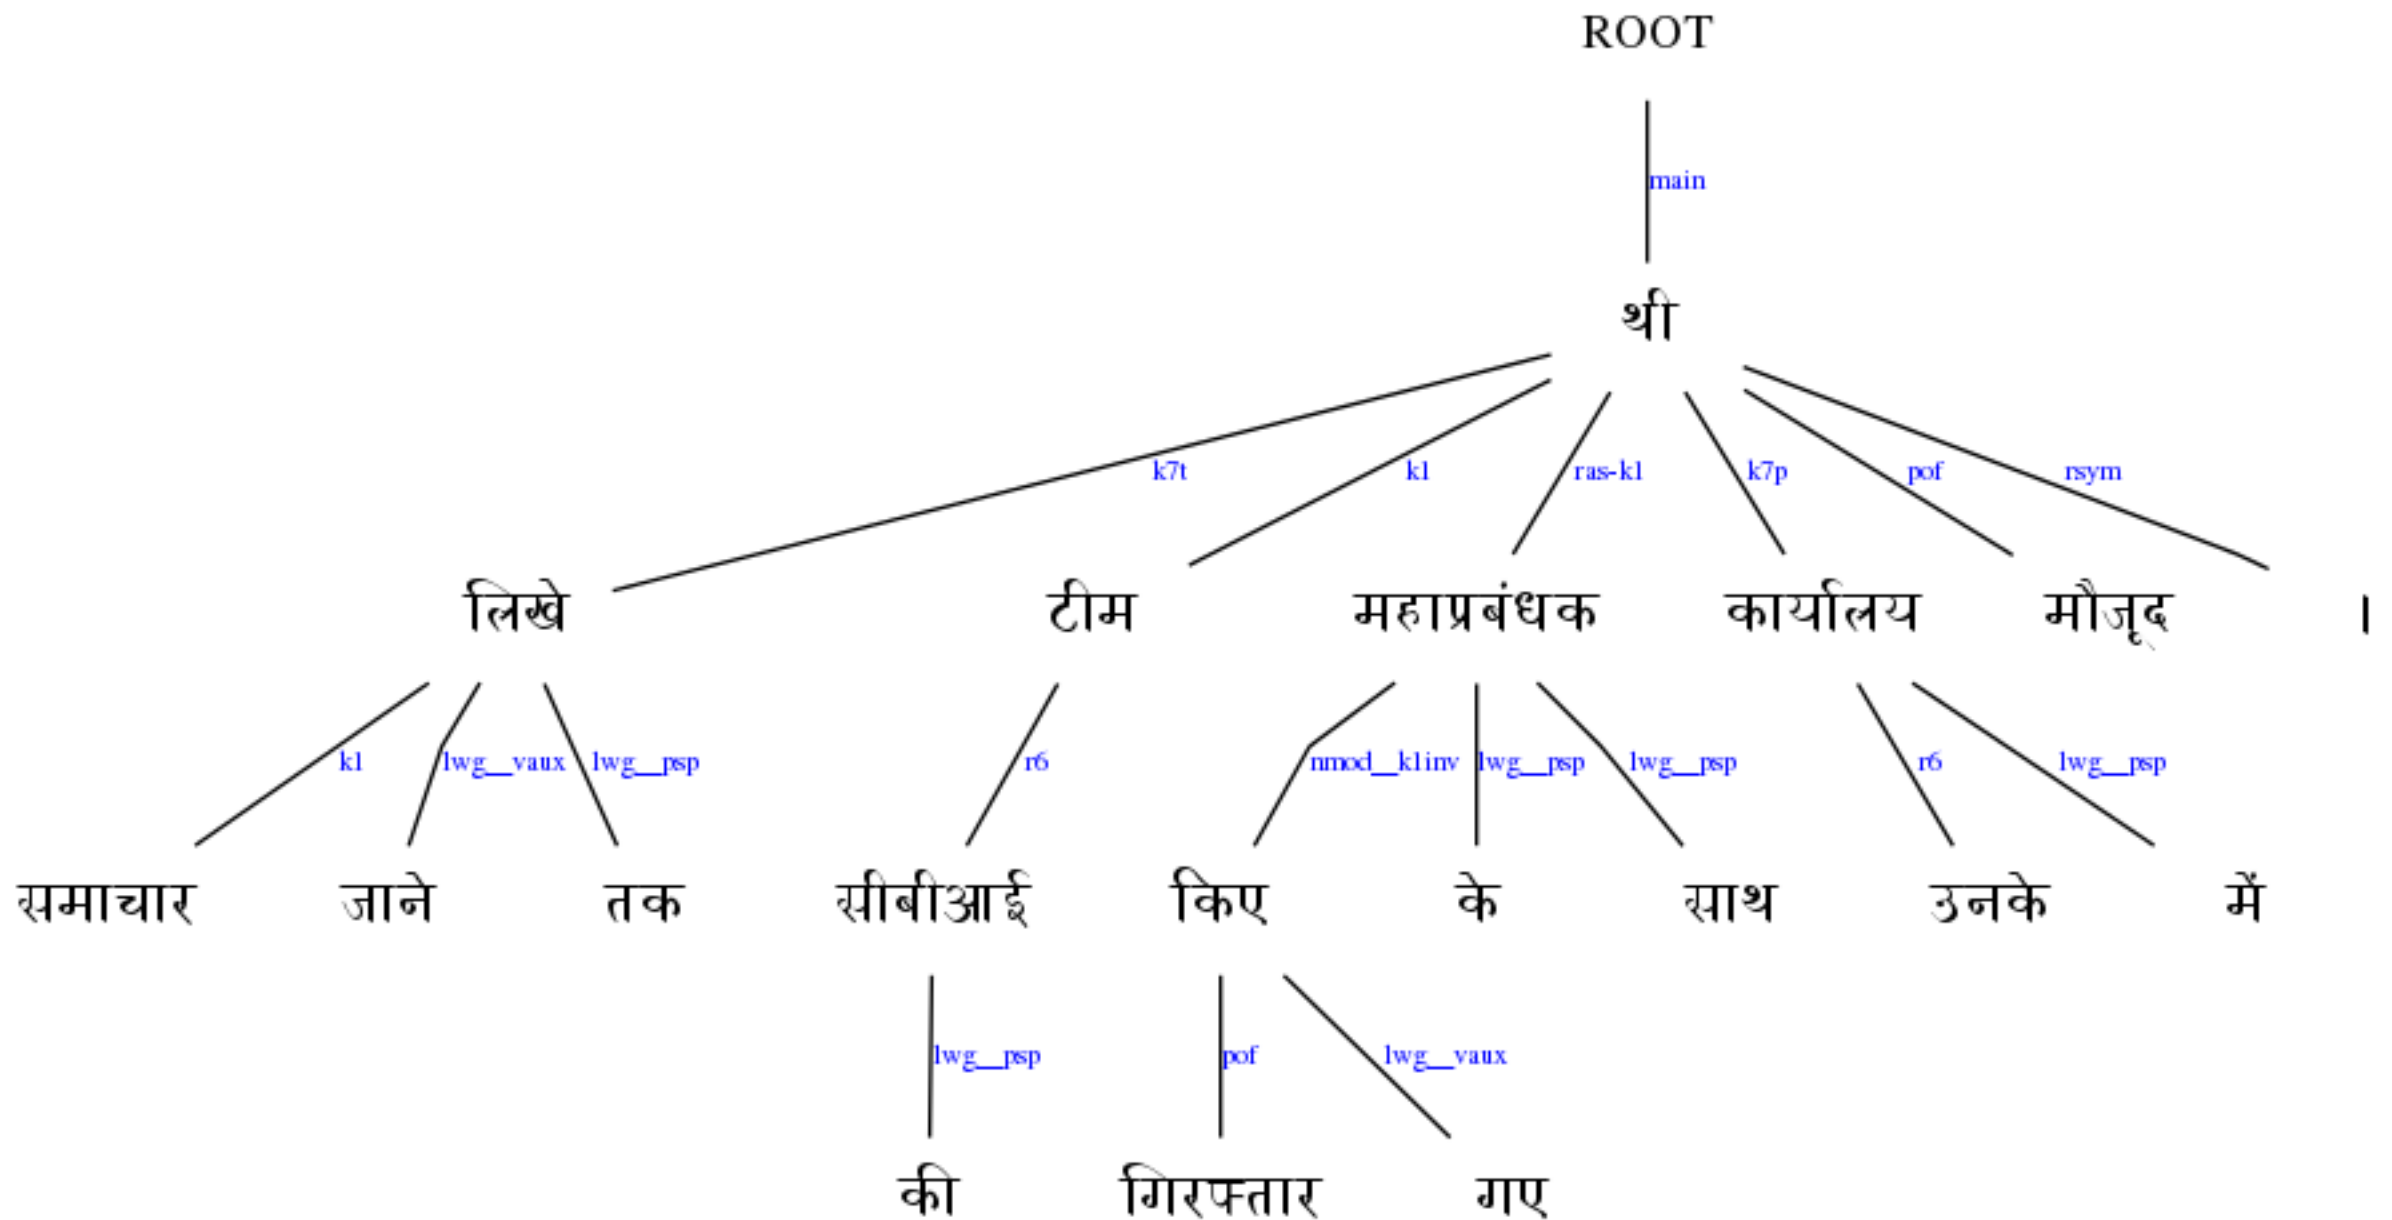 ROOT
main
थी
k7t k1 ras-k1 k7p pof rsym
लिखे टीम महाप्रबंधक कार्यालय मौजूद ।
k1 lwg__vaux lwg__psp r6 nmod__k1inv lwg__psp lwg__psp r6 lwg__psp
समाचार जाने तक सीबीआई किए के साथ उनके में
lwg__psp pof lwg__vaux
की गिरफ्तार गए